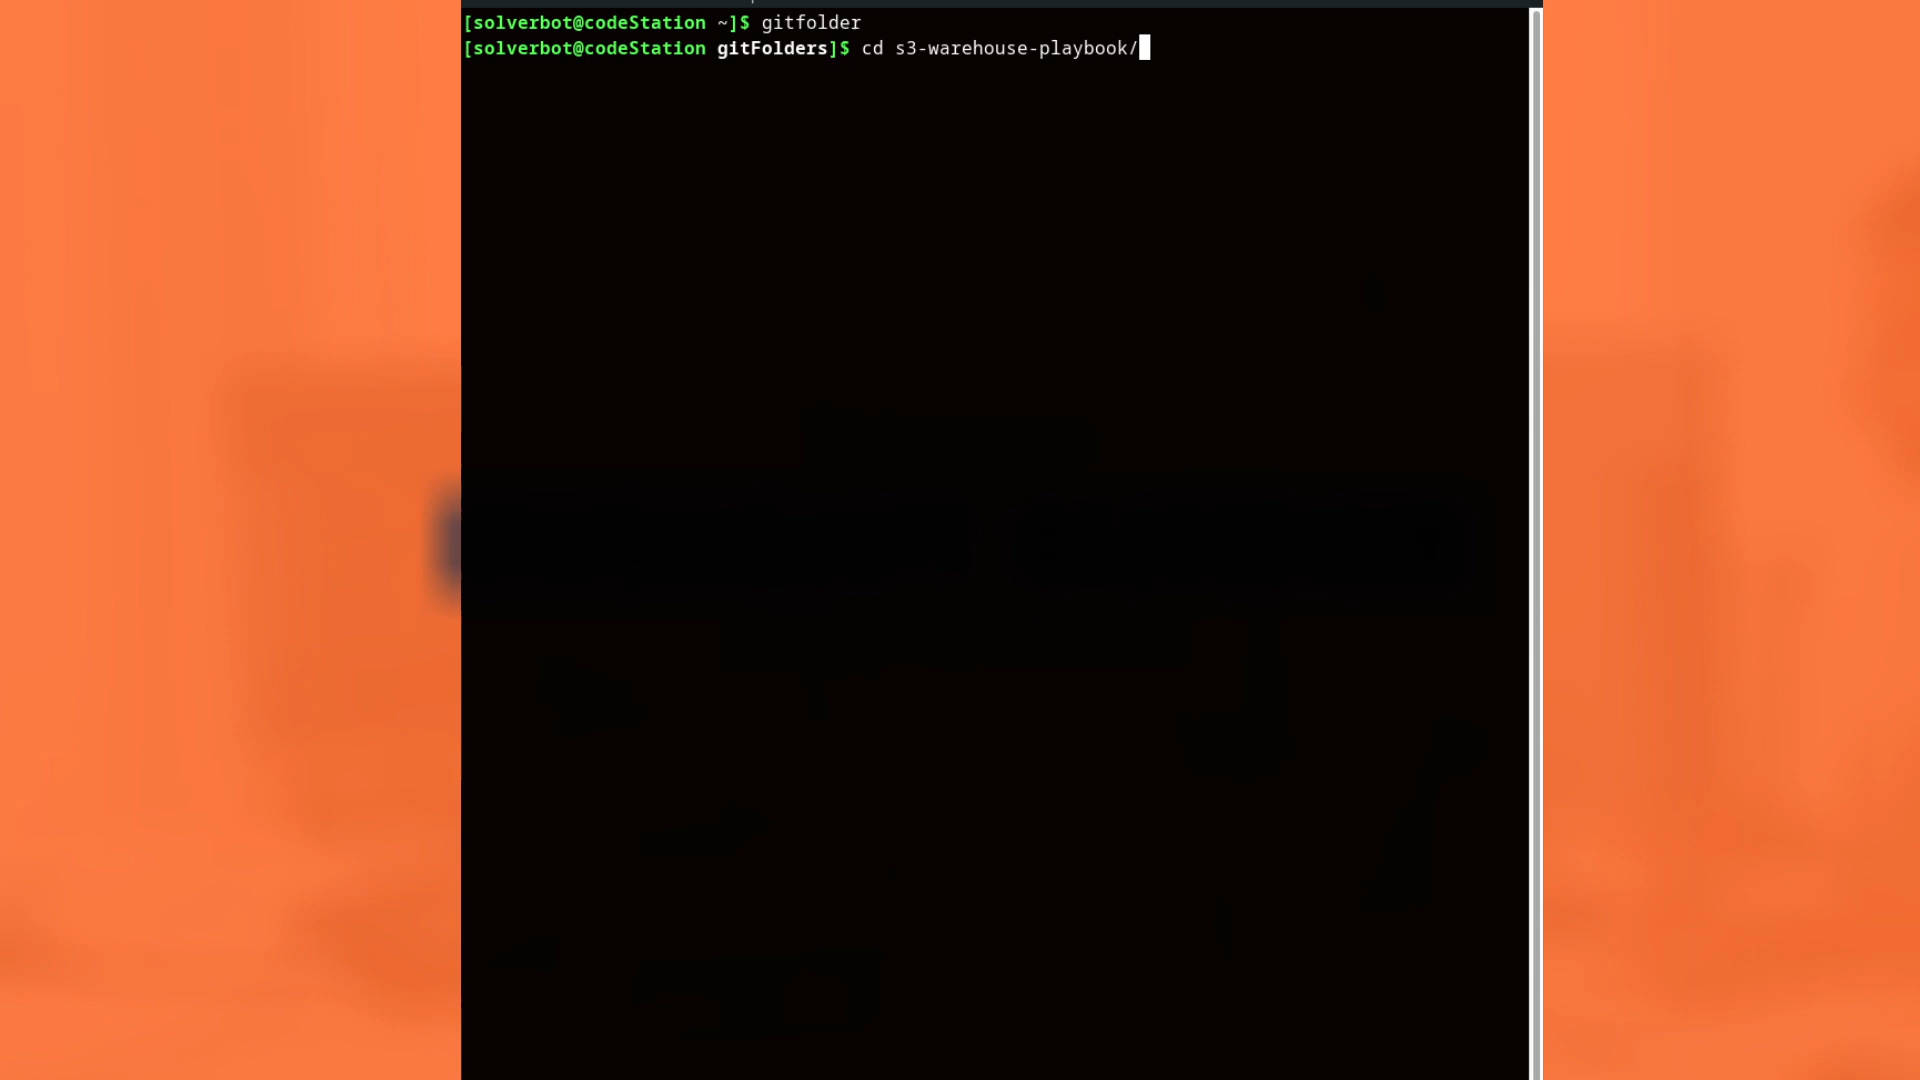 [solverbot@codeStation ~]$ gitfolder
[solverbot@codeStation gitFolders]$ cd s3-warehouse-playbook/